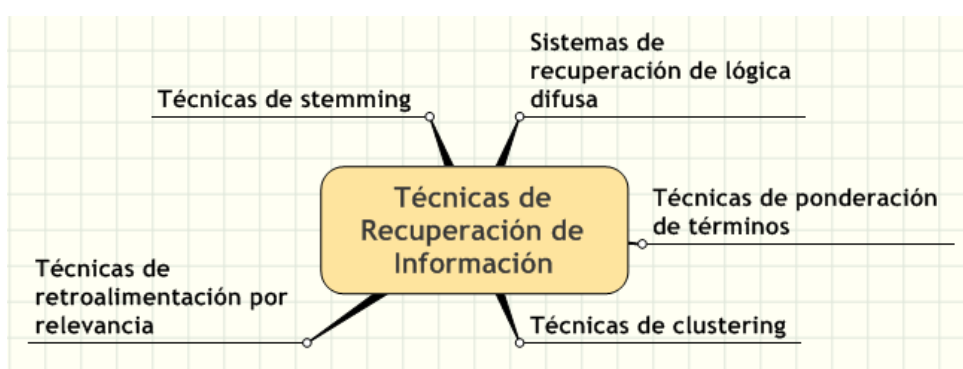 Sistemas de
recuperación de lógica
difusa
Técnicas de stemming
Técnicas de
Recuperación de
Información
Técnicas de ponderación
de términos
Técnicas de
retroalimentación por
relevancia
Técnicas de clustering